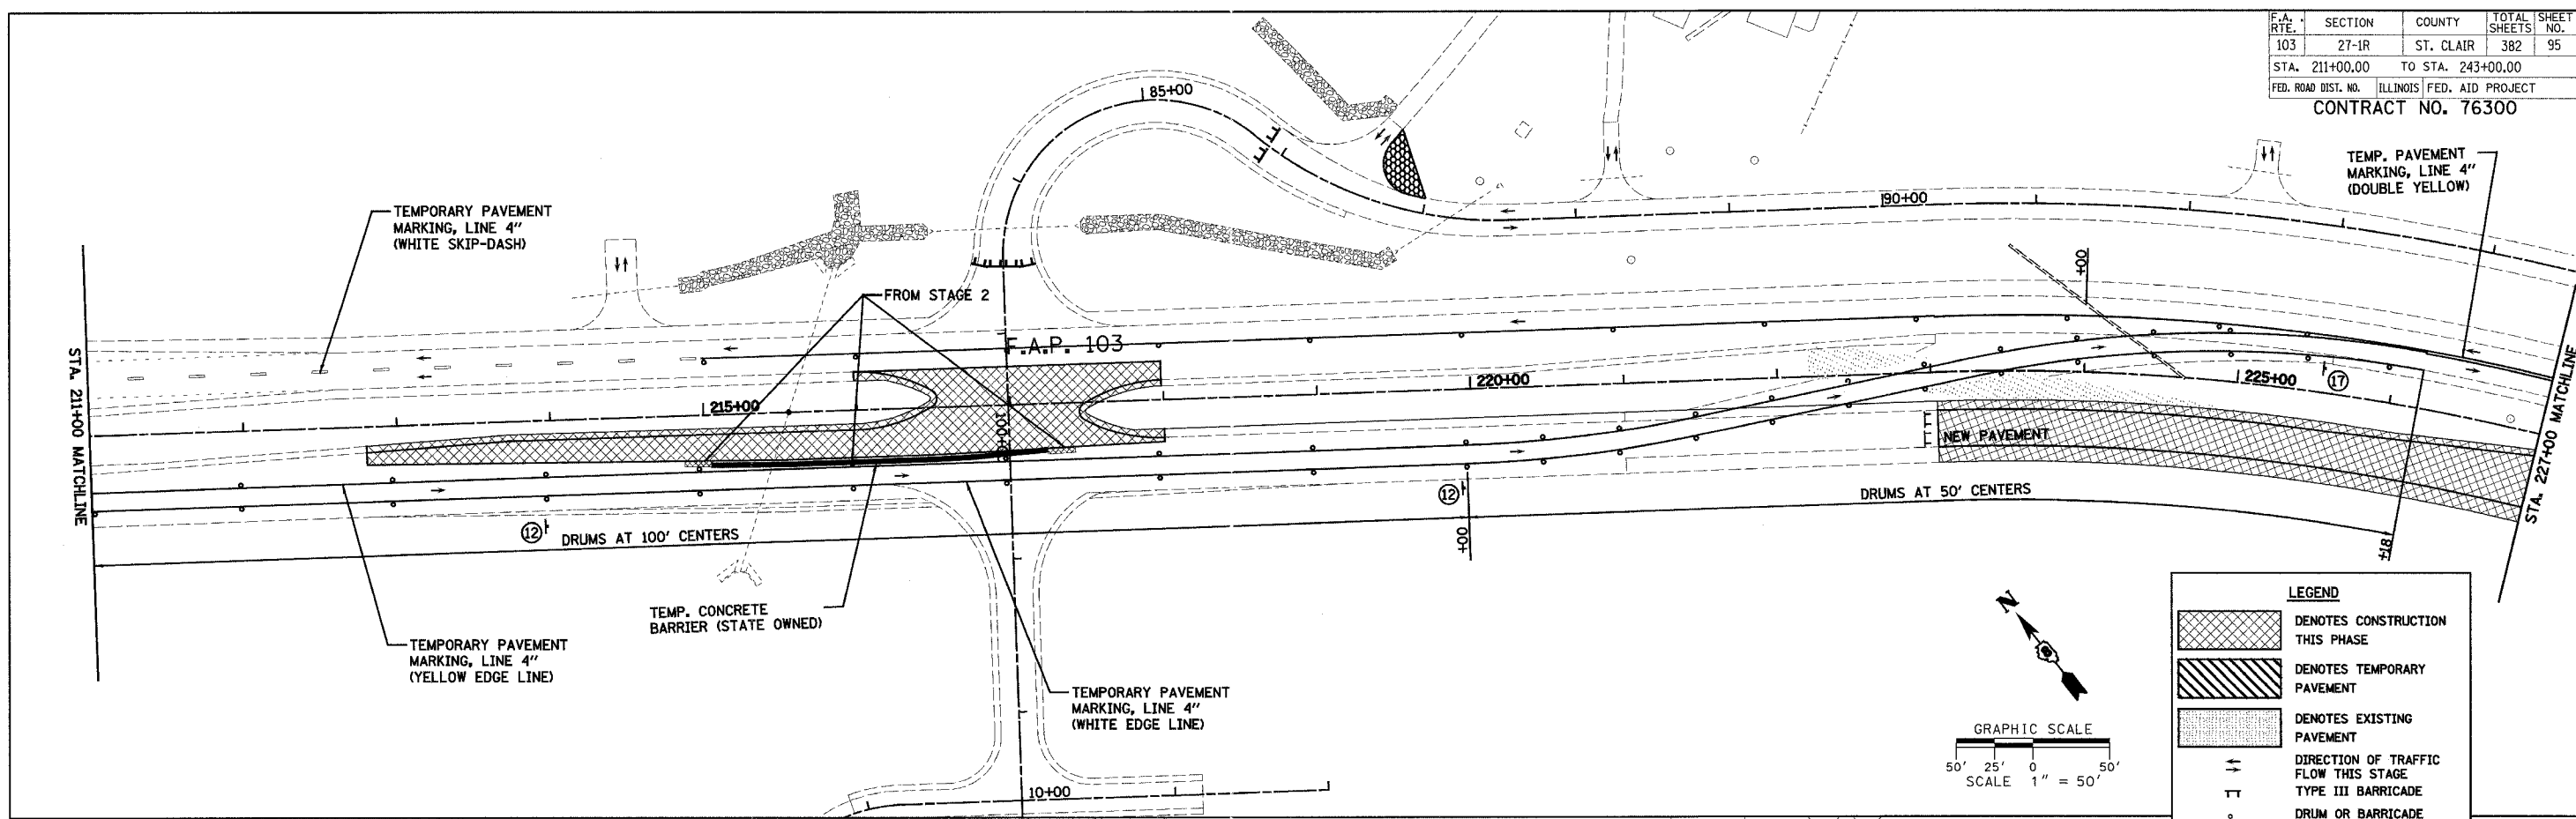 F.A. RTE. SECTION COUNTY TOTAL SHEETS SHEET NO.
103 27-1R ST. CLAIR 382 95
STA. 211+00.00 TO STA. 243+00.00
FED. ROAD DIST. NO. ILLINOIS FED. AID PROJECT
CONTRACT NO. 76300
85+00
TEMP. PAVEMENT
MARKING, LINE 4"
(DOUBLE YELLOW)
TEMPORARY PAVEMENT
MARKING, LINE 4"
(WHITE SKIP-DASH)
90+00
+00
FROM STAGE 2
F.A.P. 103
STA. 211+00 MATCHLINE
215+00
220+00
225+00
17
STA. 227+00 MATCHLINE
NEW PAVEMENT
12
DRUMS AT 100' CENTERS
12
+00
DRUMS AT 50' CENTERS
+18
TEMP. CONCRETE
BARRIER (STATE OWNED)
TEMPORARY PAVEMENT
MARKING, LINE 4"
(YELLOW EDGE LINE)
TEMPORARY PAVEMENT
MARKING, LINE 4"
(WHITE EDGE LINE)
10+00
N
GRAPHIC SCALE
50' 25' 0 50'
SCALE 1" = 50'
LEGEND
DENOTES CONSTRUCTION
THIS PHASE
DENOTES TEMPORARY
PAVEMENT
DENOTES EXISTING
PAVEMENT
DIRECTION OF TRAFFIC
FLOW THIS STAGE
TYPE III BARRICADE
DRUM OR BARRICADE